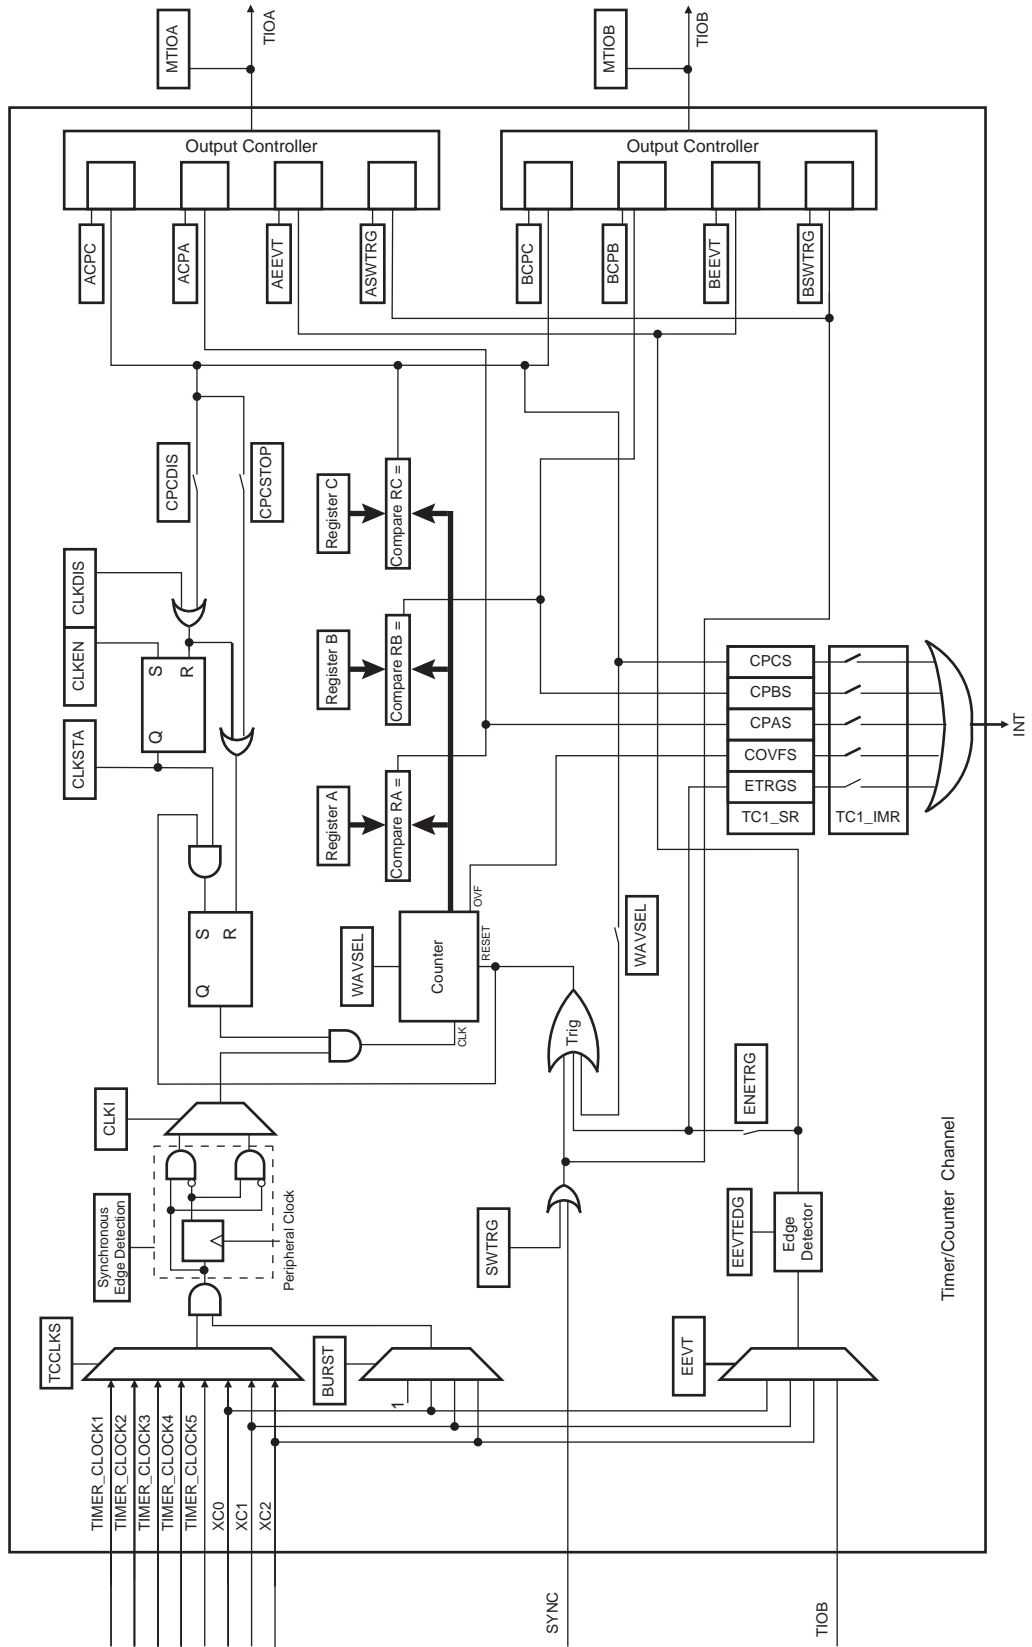 MTIOA
TIOA
MTIOB
TIOB
Output Controller
Output Controller
ACPC
ACPA
AEEVT
ASWTRG
BCPC
BCPB
BEEVT
BSWTRG
CPCDIS
CPCSTOP
CLKDIS
CLKEN
CLKSTA
S
R
Q
Register C
Compare RC =
Register B
Compare RB =
Register A
Compare RA =
CPCS
CPBS
CPAS
COVFS
ETRGS
TC1_SR
TC1_IMR
INT
S
R
Q
WAVSEL
Counter
OVF
RESET
CLK
WAVSEL
Trig
ENETRG
CLKI
Synchronous
Edge Detection
Peripheral Clock
SWTRG
EEVTEDG
Edge
Detector
Timer/Counter Channel
TCCLKS
BURST
1
EEVT
TIMER_CLOCK1
TIMER_CLOCK2
TIMER_CLOCK3
TIMER_CLOCK4
TIMER_CLOCK5
XC0
XC1
XC2
SYNC
TIOB